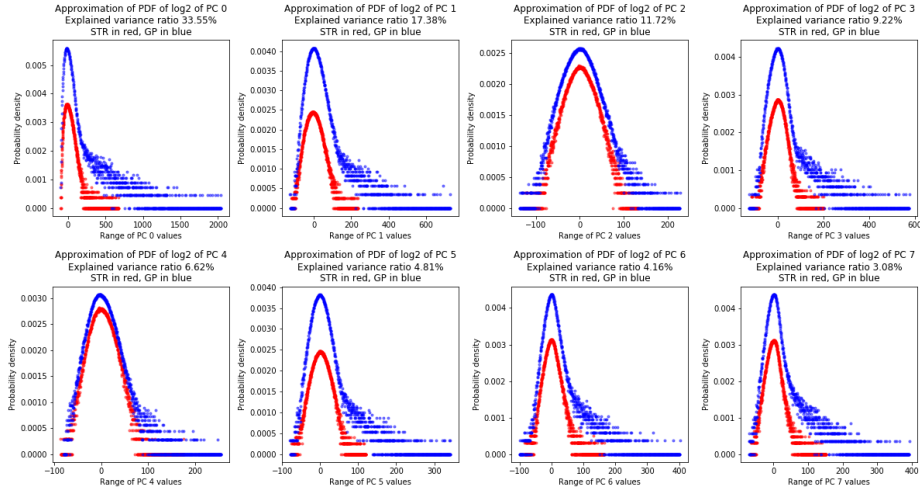 Approximation of PDF of log2 of PC 0
Explained variance ratio 33.55%
STR in red, GP in blue
0.005
0.004
0.003
0.002
0.001
0.000
Probability density
0
500
1000
1500
2000
Range of PC 0 values
Approximation of PDF of log2 of PC 1
Explained variance ratio 17.38%
STR in red, GP in blue
0.0040
0.0035
0.0030
0.0025
0.0020
0.0015
0.0010
0.0005
0.0000
Probability density
0
200
400
600
Range of PC 1 values
Approximation of PDF of log2 of PC 2
Explained variance ratio 11.72%
STR in red, GP in blue
0.0025
0.0020
0.0015
0.0010
0.0005
0.0000
Probability density
−100
0
100
200
Range of PC 2 values
Approximation of PDF of log2 of PC 3
Explained variance ratio 9.22%
STR in red, GP in blue
0.004
0.003
0.002
0.001
0.000
Probability density
0
200
400
600
Range of PC 3 values
Approximation of PDF of log2 of PC 4
Explained variance ratio 6.62%
STR in red, GP in blue
0.0030
0.0025
0.0020
0.0015
0.0010
0.0005
0.0000
Probability density
−100
0
100
200
Range of PC 4 values
Approximation of PDF of log2 of PC 5
Explained variance ratio 4.81%
STR in red, GP in blue
0.0040
0.0035
0.0030
0.0025
0.0020
0.0015
0.0010
0.0005
0.0000
Probability density
−100
0
100
200
300
Range of PC 5 values
Approximation of PDF of log2 of PC 6
Explained variance ratio 4.16%
STR in red, GP in blue
0.004
0.003
0.002
0.001
0.000
Probability density
−100
0
100
200
300
400
Range of PC 6 values
Approximation of PDF of log2 of PC 7
Explained variance ratio 3.08%
STR in red, GP in blue
0.004
0.003
0.002
0.001
0.000
Probability density
0
100
200
300
400
Range of PC 7 values